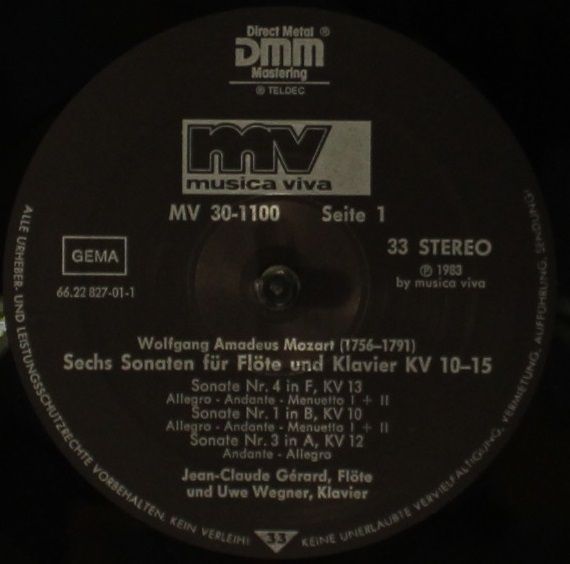 Direct Metal ®
DMM
Mastering
® TELDEC
mv
musica viva
MV 30-1100 Seite 1
GEMA
33 STEREO
℗ 1983
by musica viva
66.22 827-01-1
Wolfgang Amadeus Mozart (1756–1791)
Sechs Sonaten für Flöte und Klavier KV 10–15
Sonate Nr. 4 in F, KV 13
Allegro - Andante - Menuetto I + II
Sonate Nr. 1 in B, KV 10
Allegro - Andante - Menuetto I + II
Sonate Nr. 3 in A, KV 12
Andante - Allegro
Jean-Claude Gérard, Flöte
und Uwe Wegner, Klavier
33
ALLE URHEBER- UND LEISTUNGSSCHUTZRECHTE VORBEHALTEN. KEIN VERLEIH! KEINE UNERLAUBTE VERVIELFÄLTIGUNG, VERMIETUNG, AUFFÜHRUNG, SENDUNG!